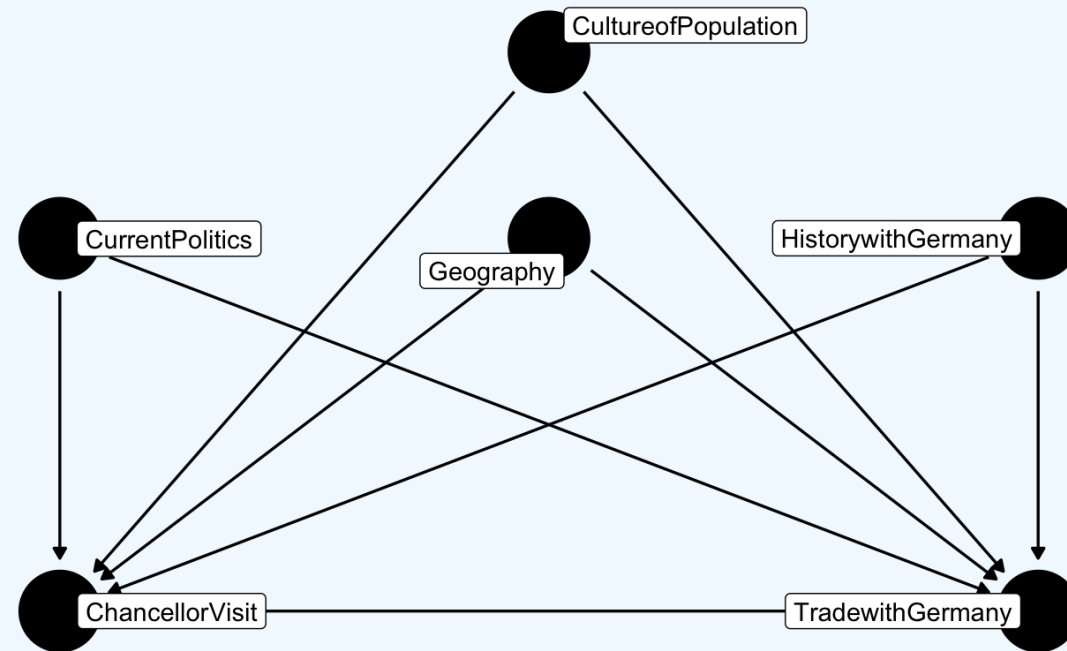 CultureofPopulation
CurrentPolitics
HistorywithGermany
Geography
ChancellorVisit
TradewithGermany